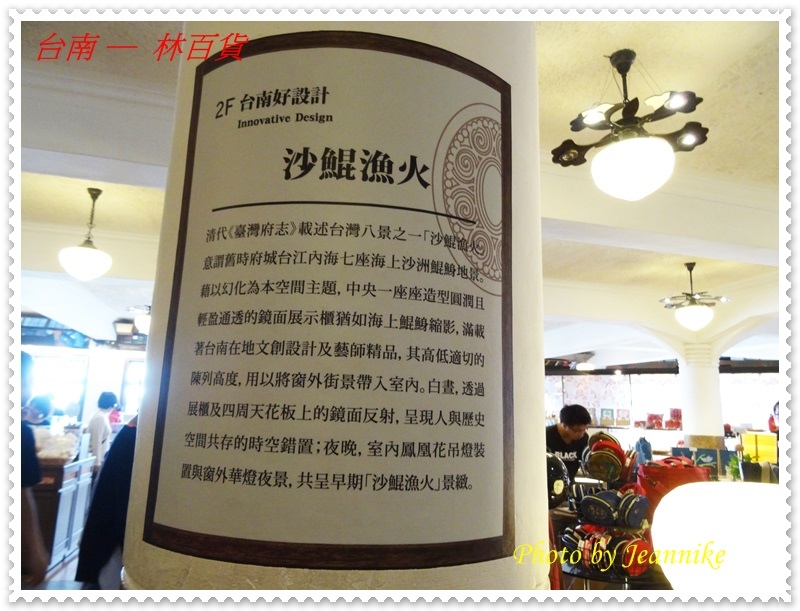 台南 — 林百貨
2F 台南好設計
Innovative Design
沙鯤漁火
清代《臺灣府志》載述台灣八景之一「沙鯤漁火」
意謂舊時府城台江內海七座海上沙洲鯤鯓地景。
藉以幻化為本空間主題,中央一座座造型圓潤且
輕盈通透的鏡面展示櫃猶如海上鯤鯓縮影,滿載
著台南在地文創設計及藝師精品,其高低適切的
陳列高度,用以將窗外街景帶入室內。白晝,透過
展櫃及四周天花板上的鏡面反射,呈現人與歷史
空間共存的時空錯置;夜晚,室內鳳凰花吊燈裝
置與窗外華燈夜景,共呈早期「沙鯤漁火」景緻。
BLACK
Photo by Jeannike